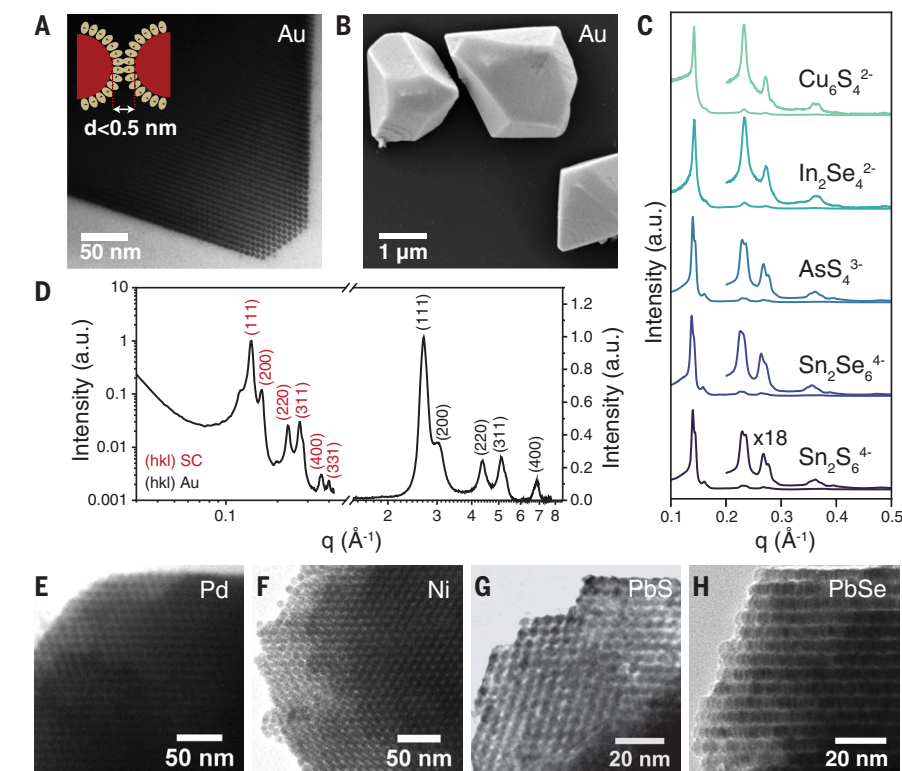 A
Au
d<0.5 nm
50 nm
B
Au
1 μm
C
Cu₆S₄²⁻
In₂Se₄²⁻
AsS₄³⁻
Sn₂Se₆⁴⁻
x18
Sn₂S₆⁴⁻
Intensity (a.u.)
0.1 0.2 0.3 0.4 0.5
q (Å⁻¹)
D
10
1
0.1
0.01
0.001
Intensity (a.u.)
(111)
(200)
(220)
(311)
(400)
(331)
(hkl) SC
(hkl) Au
(111)
(200)
(220)
(311)
(400)
1.2
1.0
0.8
0.6
0.4
0.2
0.0
Intensity (a.u.)
0.1 2 3 4 5 6 7 8
q (Å⁻¹)
E
Pd
50 nm
F
Ni
50 nm
G
PbS
20 nm
H
PbSe
20 nm